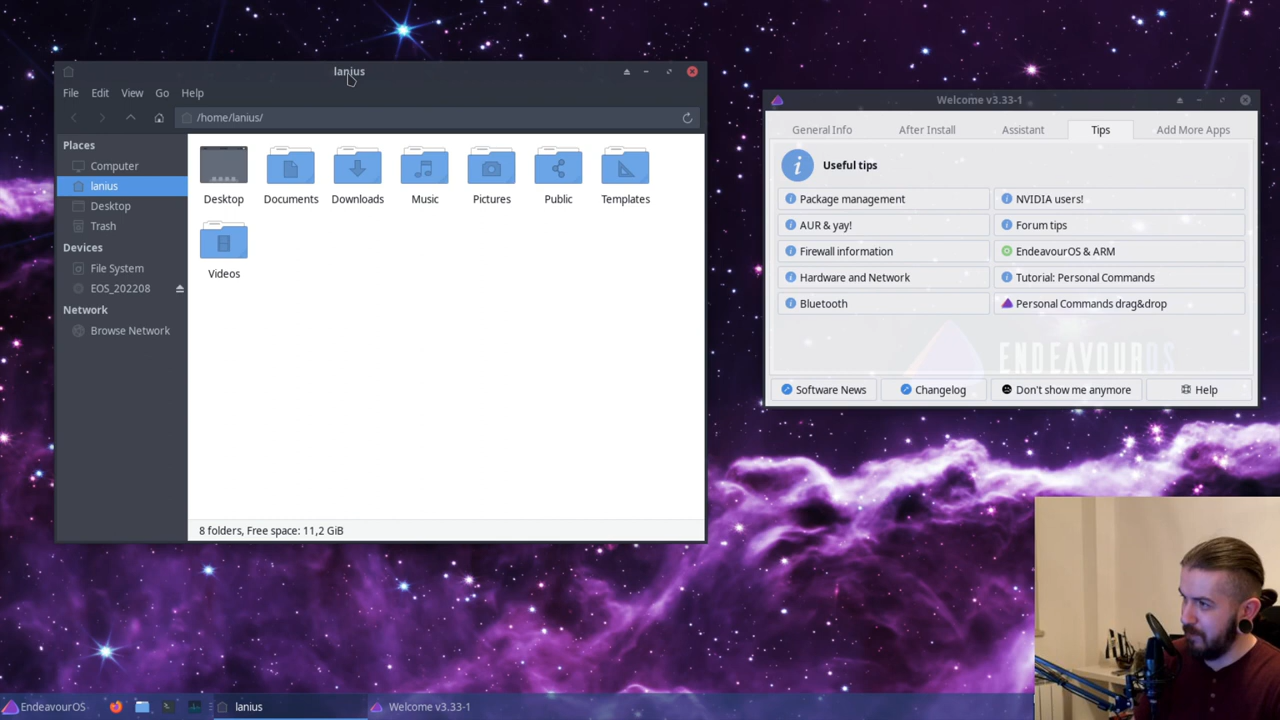 lanius
File Edit View Go Help
/home/lanius/
Places
Computer
lanius
Desktop
Trash
Devices
File System
EOS_202208
Network
Browse Network
Desktop Documents Downloads Music Pictures Public Templates
Videos
8 folders, Free space: 11,2 GiB
Welcome v3.33-1
General Info After Install Assistant Tips Add More Apps
Useful tips
Package management NVIDIA users!
AUR & yay! Forum tips
Firewall information EndeavourOS & ARM
Hardware and Network Tutorial: Personal Commands
Bluetooth Personal Commands drag&drop
ENDEAVOUROS
Software News Changelog Don't show me anymore Help
EndeavourOS lanius Welcome v3.33-1